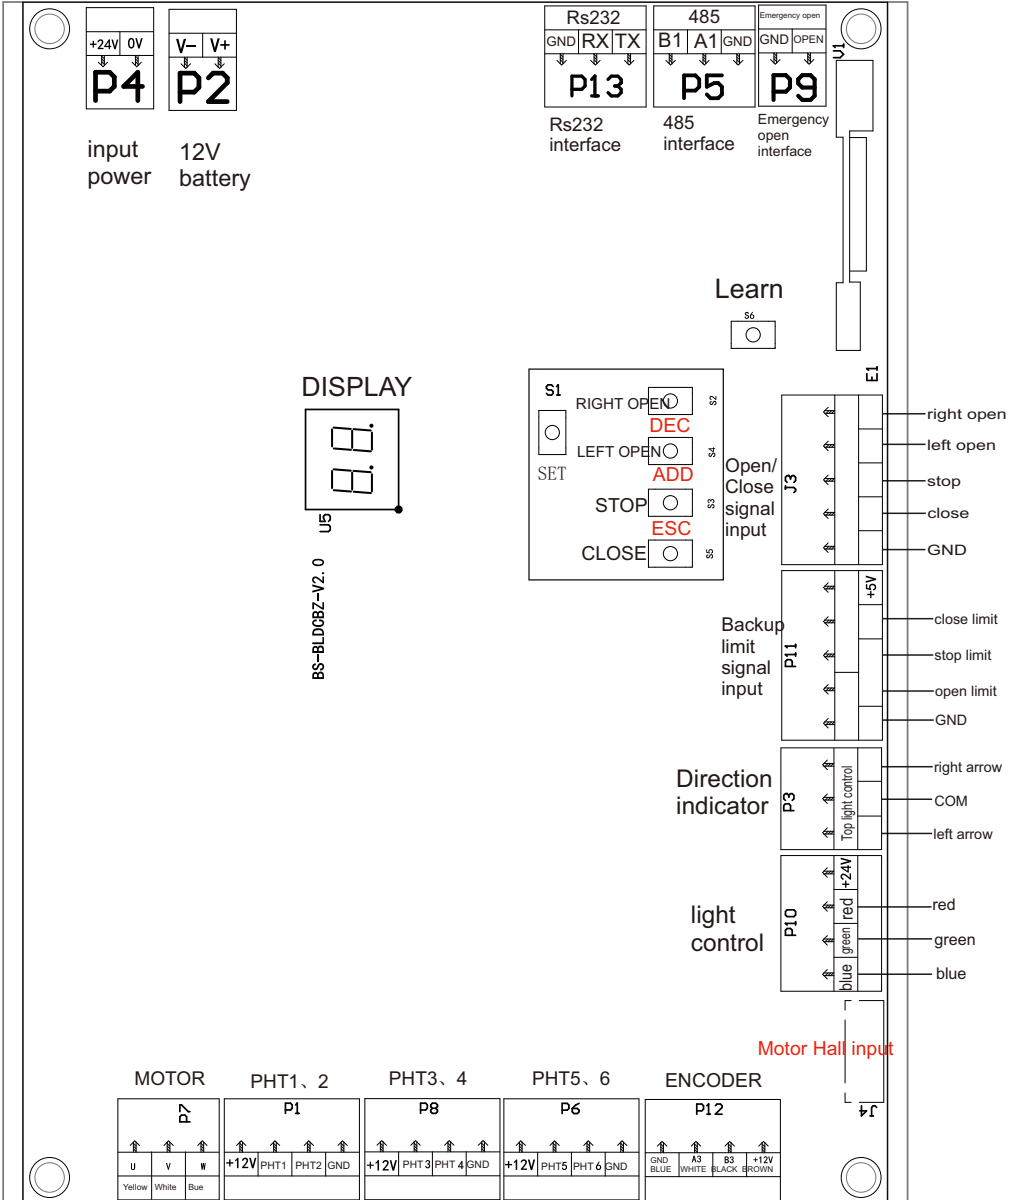 +24V 0V
P4
input
power
V- V+
P2
12V
battery
Rs232
GND RX TX
P13
Rs232
interface
485
B1 A1 GND
P5
485
interface
Emergency open
GND OPEN
P9
Emergency
open
interface
U1
Learn
S6
E1
DISPLAY
U5
BS-BLDCBZ-V2.0
S1
SET
RIGHT OPEN
S2
DEC
LEFT OPEN
S4
ADD
STOP
S3
ESC
CLOSE
S5
Open/
Close
signal
input
J3
right open
left open
stop
close
GND
Backup
limit
signal
input
P11
+5V
close limit
stop limit
open limit
GND
Direction
indicator
P3
Top light control
right arrow
COM
left arrow
light
control
P10
+24V
red
green
blue
red
green
blue
Motor Hall input
J4
MOTOR
P7
U V W
Yellow White Bue
PHT1、2
P1
+12V PHT1 PHT2 GND
PHT3、4
P8
+12V PHT 3 PHT 4 GND
PHT5、6
P6
+12V PHT5 PHT 6 GND
ENCODER
P12
GND A3 B3 +12V
BLUE WHITE BLACK BROWN